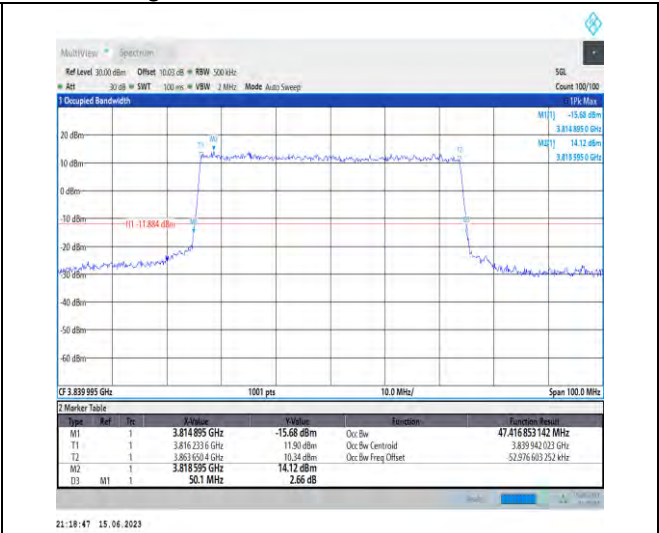 MultiView Spectrum
Ref Level 30.00 dBm Offset 10.03 dB RBW 500 kHz SGL
Att 30 dB SWT 100 ms VBW 2 MHz Mode Auto Sweep Count 100/100
1 Occupied Bandwidth 1Pk Max
M1[1] -15.68 dBm
3.814 895 0 GHz
M2[1] 14.12 dBm
3.818 595 0 GHz
20 dBm
T1 M2 T2
10 dBm
0 dBm
-10 dBm
H1 -11.884 dBm M1
-20 dBm
-30 dBm
-40 dBm
-50 dBm
-60 dBm
CF 3.839 995 GHz 1001 pts 10.0 MHz/ Span 100.0 MHz
2 Marker Table
Type Ref Trc X-Value Y-Value Function Function Result
M1 1 3.814 895 GHz -15.68 dBm Occ Bw 47.416 853 142 MHz
T1 1 3.816 233 6 GHz 11.90 dBm Occ Bw Centroid 3.839 942 023 GHz
T2 1 3.863 650 4 GHz 10.34 dBm Occ Bw Freq Offset -52.976 603 252 kHz
M2 1 3.818 595 GHz 14.12 dBm
D3 M1 1 50.1 MHz 2.66 dB
21:18:47 15.06.2023